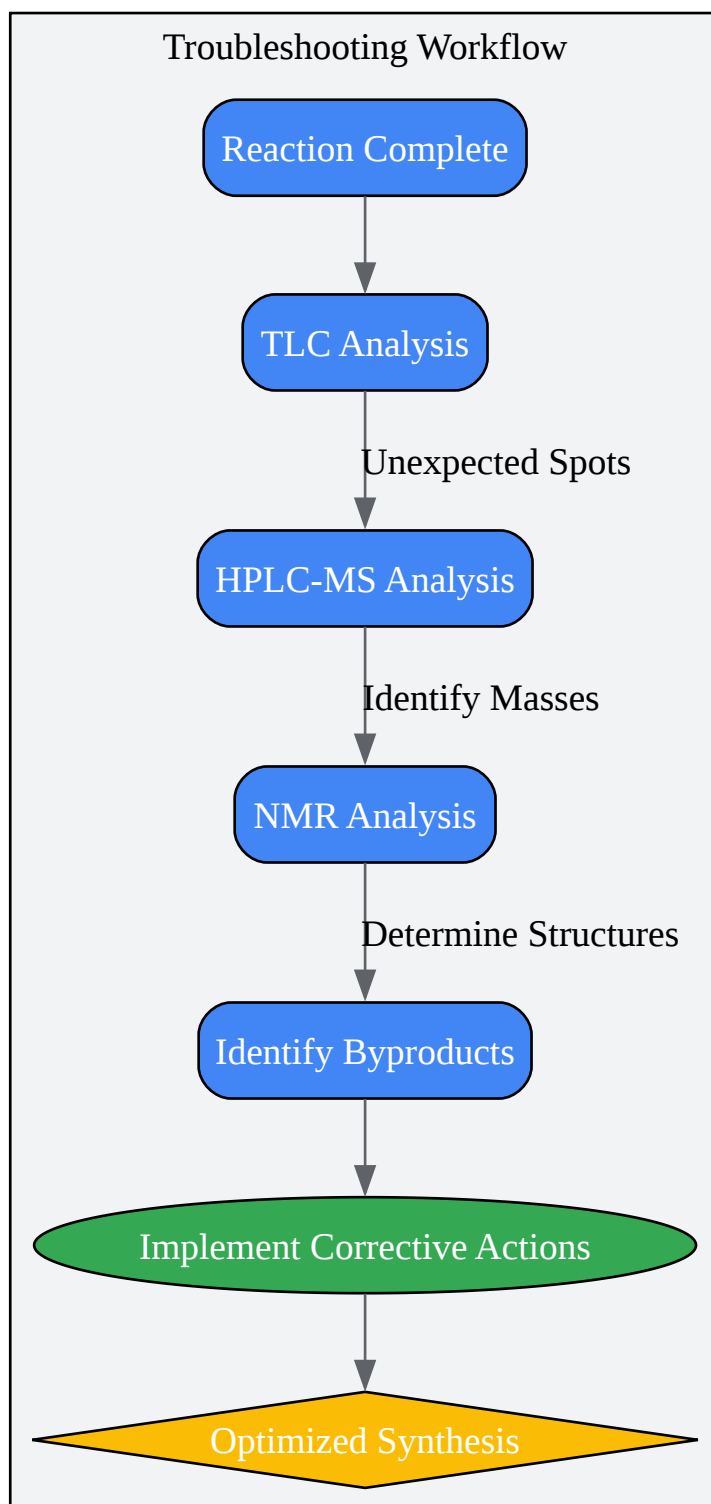 Troubleshooting Workflow
Reaction Complete
TLC Analysis
Unexpected Spots
HPLC-MS Analysis
Identify Masses
NMR Analysis
Determine Structures
Identify Byproducts
Implement Corrective Actions
Optimized Synthesis